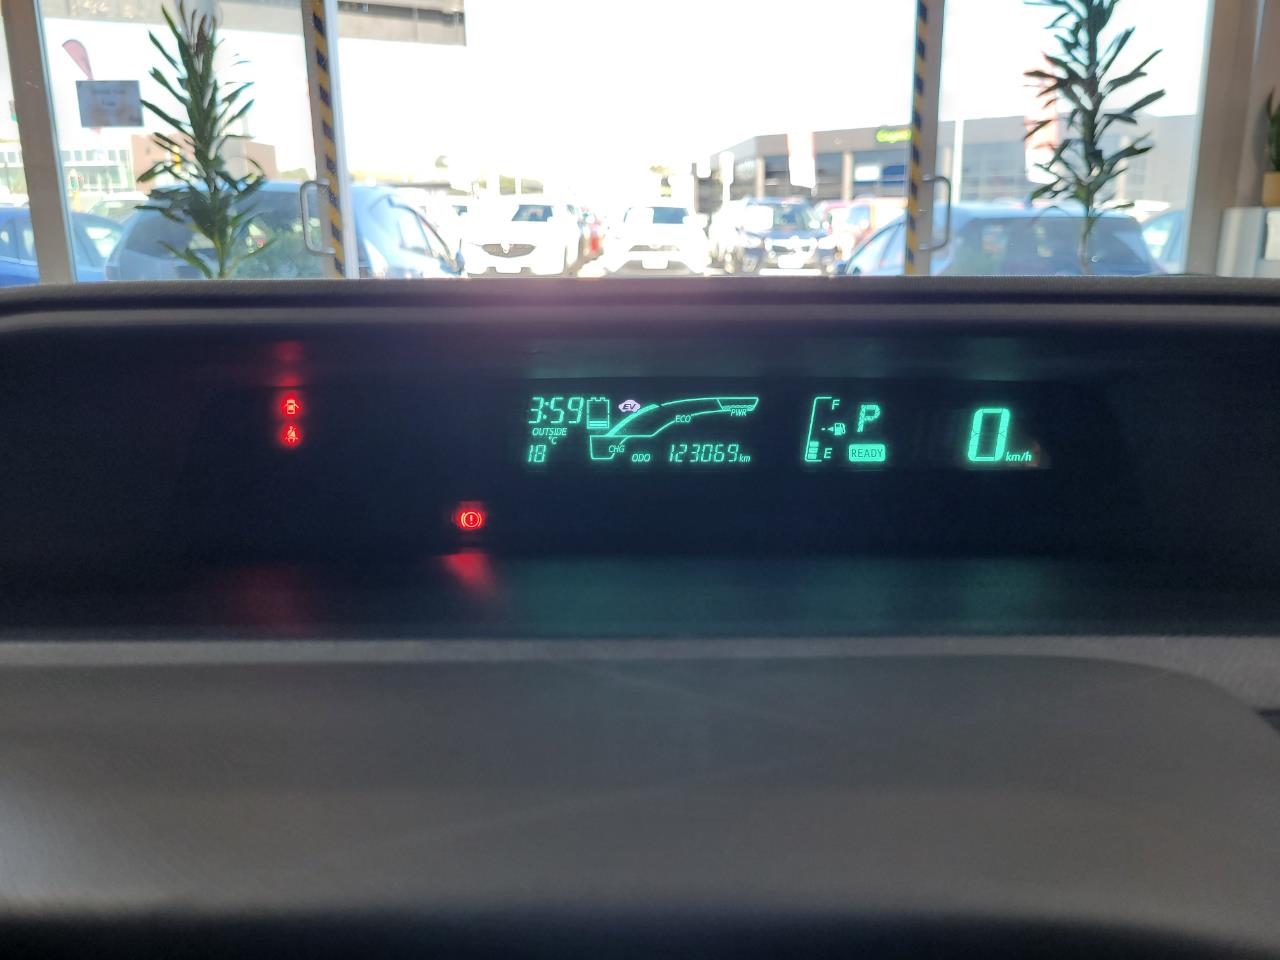 3:59
EV
ECO
PWR
OUTSIDE
°C
18
CHG
ODO 123069 km
F
E
P
READY
0 km/h